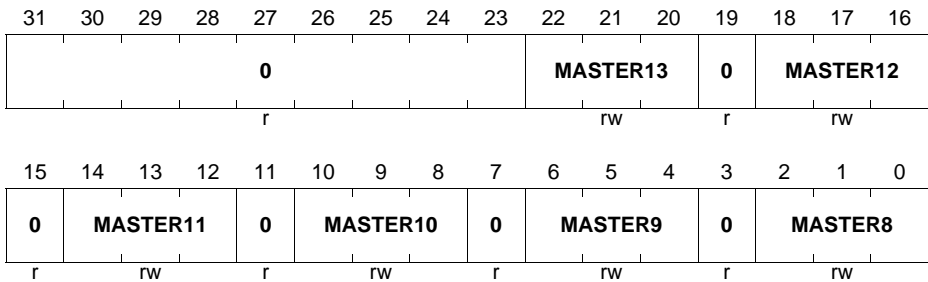 31 30 29 28 27 26 25 24 23 22 21 20 19 18 17 16
0 MASTER13 0 MASTER12
r rw r rw
15 14 13 12 11 10 9 8 7 6 5 4 3 2 1 0
0 MASTER11 0 MASTER10 0 MASTER9 0 MASTER8
r rw r rw r rw r rw